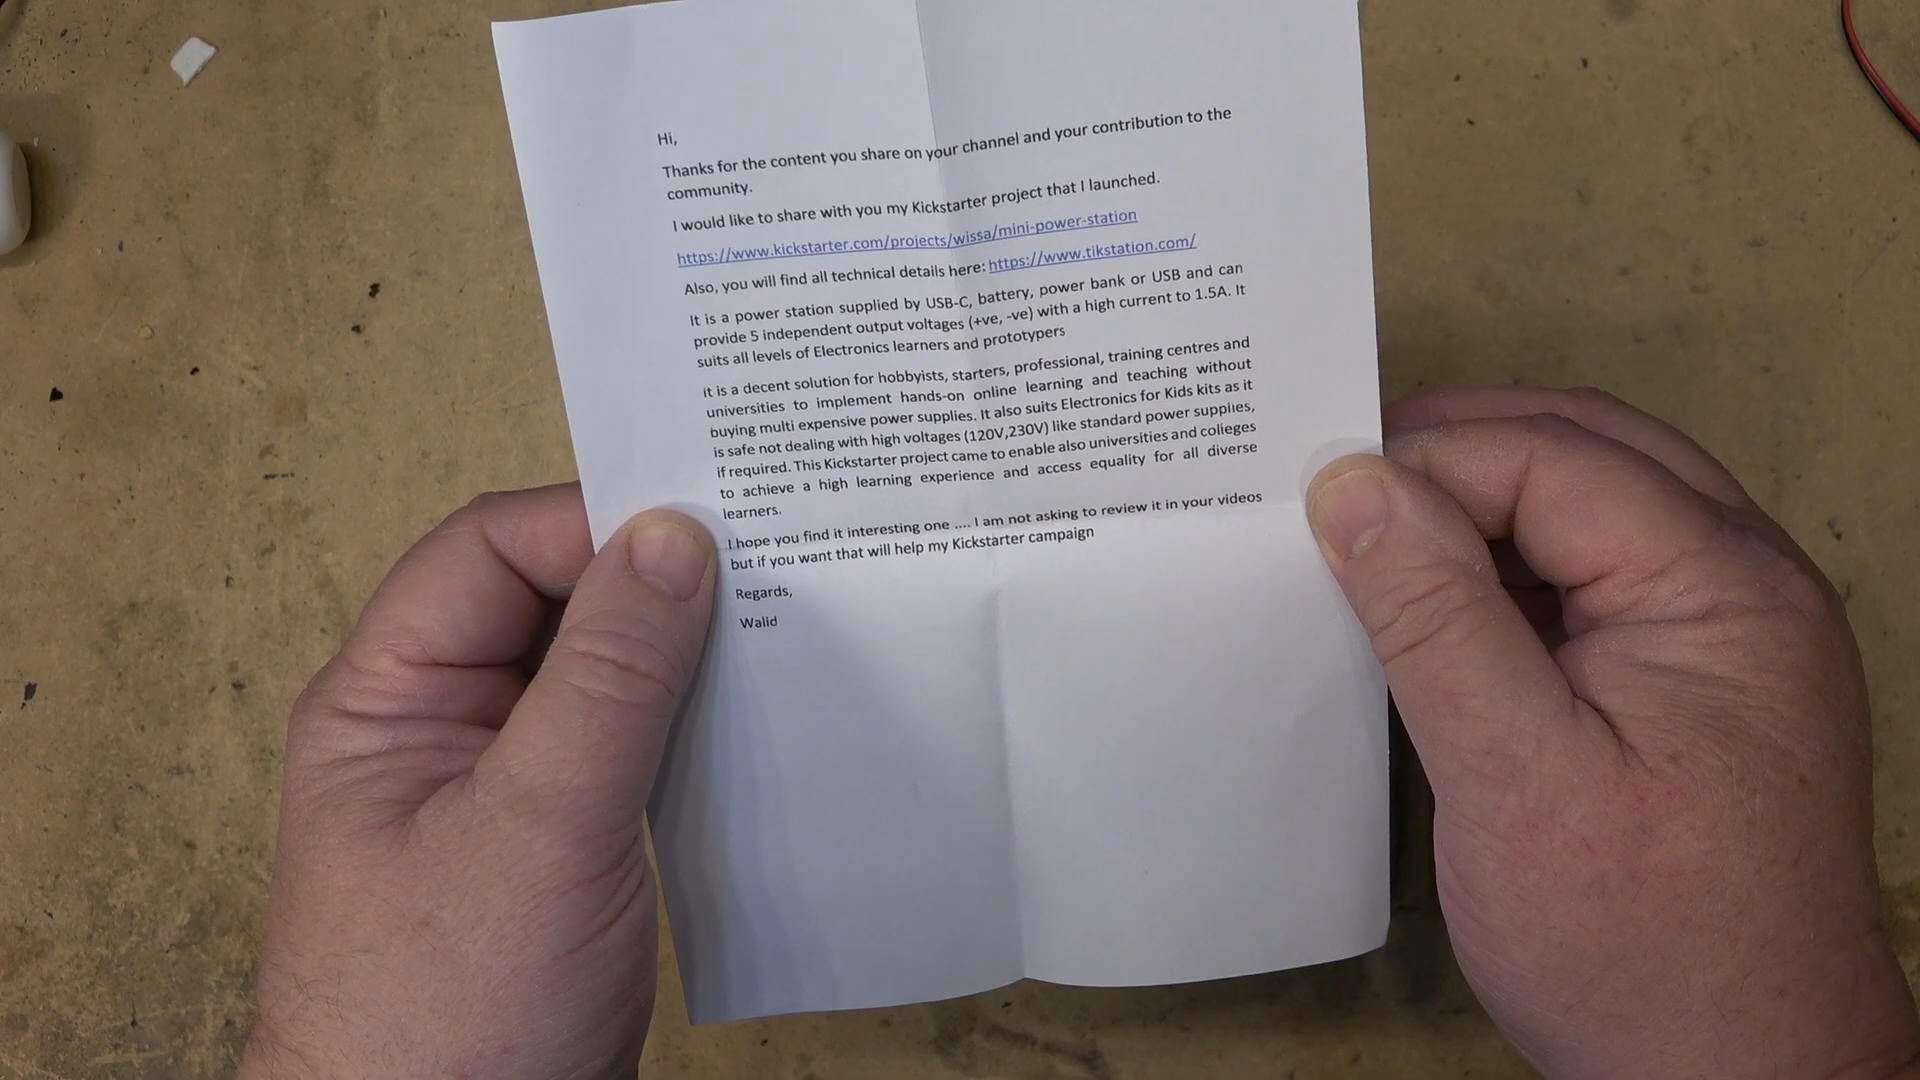 Hi,
Thanks for the content you share on your channel and your contribution to the
community.
I would like to share with you my Kickstarter project that I launched.
https://www.kickstarter.com/projects/wissa/mini-power-station
Also, you will find all technical details here: https://www.tikstation.com/
It is a power station supplied by USB-C, battery, power bank or USB and can
provide 5 independent output voltages (+ve, -ve) with a high current to 1.5A. It
suits all levels of Electronics learners and prototypers
it is a decent solution for hobbyists, starters, professional, training centres and
universities to implement hands-on online learning and teaching without
buying multi expensive power supplies. It also suits Electronics for Kids kits as it
is safe not dealing with high voltages (120V,230V) like standard power supplies,
if required. This Kickstarter project came to enable also universities and colieges
to achieve a high learning experience and access equality for all diverse
learners.
I hope you find it interesting one .... I am not asking to review it in your videos
but if you want that will help my Kickstarter campaign
Regards,
Walid